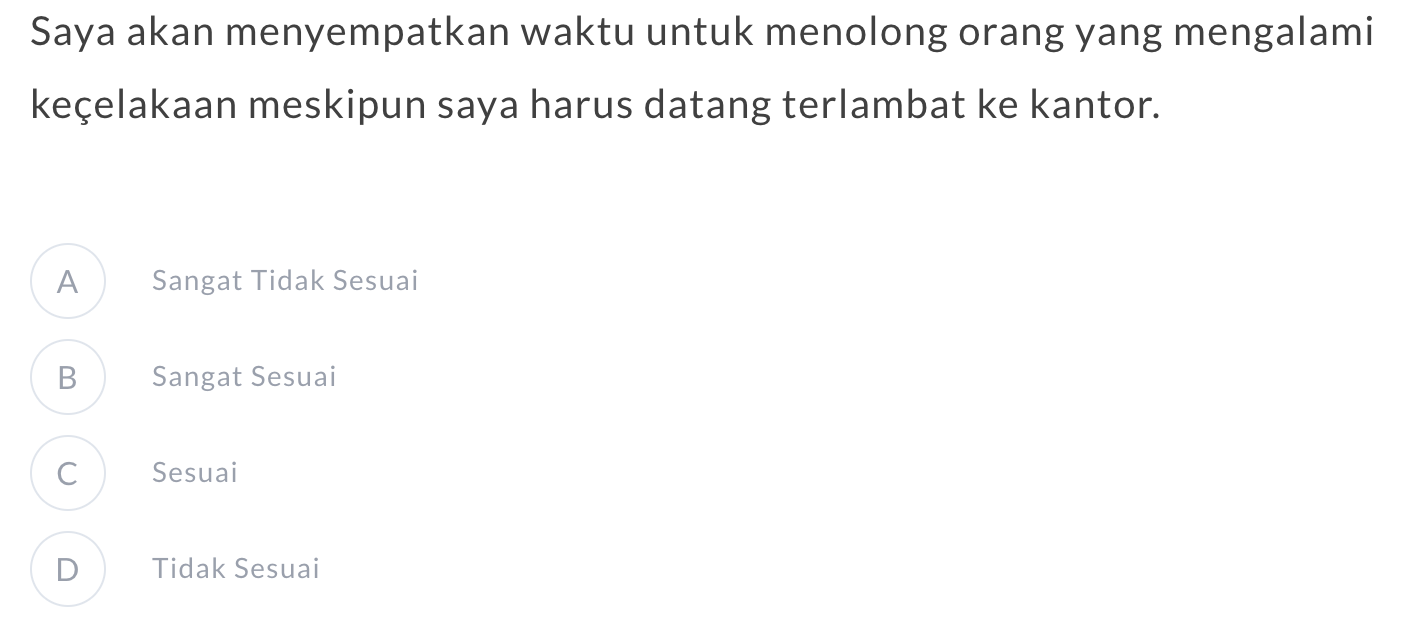 Saya akan menyempatkan waktu untuk menolong orang yang mengalami
keçelakaan meskipun saya harus datang terlambat ke kantor.
A Sangat Tidak Sesuai
B Sangat Sesuai
C Sesuai
D Tidak Sesuai